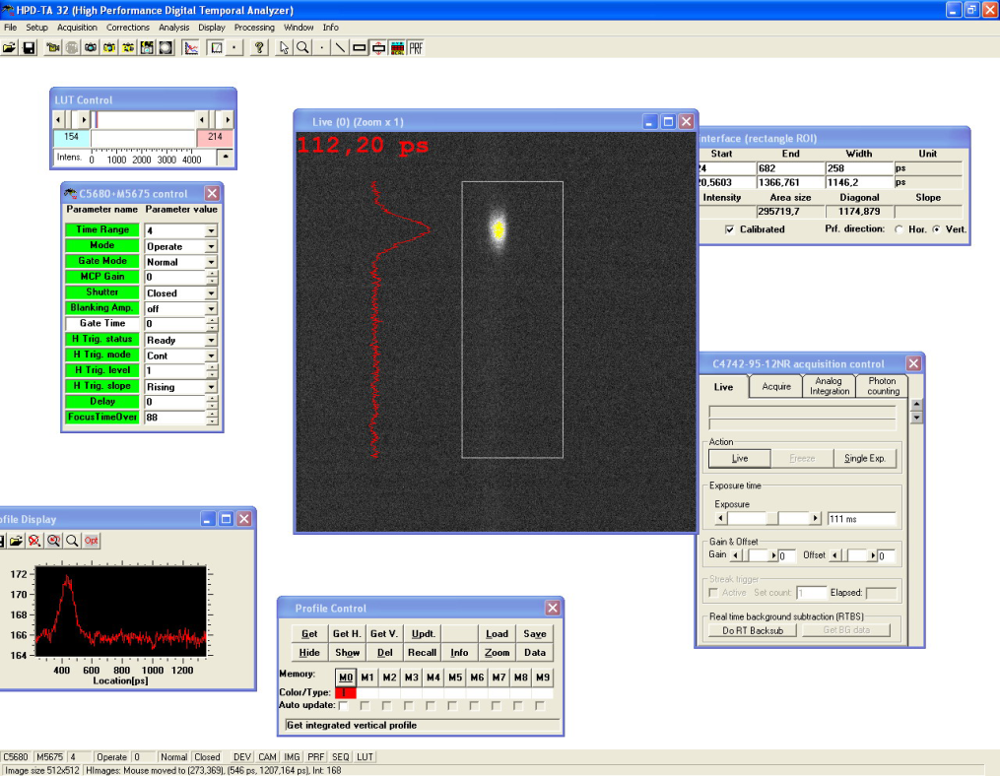 HPD-TA 32 (High Performance Digital Temporal Analyzer)
File Setup Acquisition Corrections Analysis Display Processing Window Info
PRF
LUT Control
154 214
Intens. 0 1000 2000 3000 4000
C5680+M5675 control
Parameter name Parameter value
Time Range 4
Mode Operate
Gate Mode Normal
MCP Gain 0
Shutter Closed
Blanking Amp. off
Gate Time 0
H Trig. status Ready
H Trig. mode Cont
H Trig. level 1
H Trig. slope Rising
Delay 0
FocusTimeOver 88
Live (0) (Zoom x 1)
112,20 ps
nterface (rectangle ROI)
Start End Width Unit
24 682 258 ps
20,5603 1366,761 1146,2 ps
Intensity Area size Diagonal Slope
295719,7 1174,879
Calibrated Prf. direction: Hor. Vert.
C4742-95-12NR acquisition control
Live Acquire Analog Integration Photon counting
Action
Live Freeze Single Exp.
Exposure time
Exposure
111 ms
Gain & Offset
Gain 0 Offset 0
Streak trigger
Active Set count: 1 Elapsed:
Real time background subtraction (RTBS)
Do RT Backsub Get BG data
ofile Display
Opt
172
170
168
166
164
400 600 800 1000 1200
Location[ps]
Profile Control
Get Get H. Get V. Updt. Load Save
Hide Show Del Recall Info Zoom Data
Memory: M0 M1 M2 M3 M4 M5 M6 M7 M8 M9
Color/Type: I
Auto update:
Get integrated vertical profile
C5680 M5675 4 Operate 0 Normal Closed DEV CAM IMG PRF SEQ LUT
Image size 512x512 HImages: Mouse moved to (273,369), (546 ps, 1207,164 ps), Int: 168